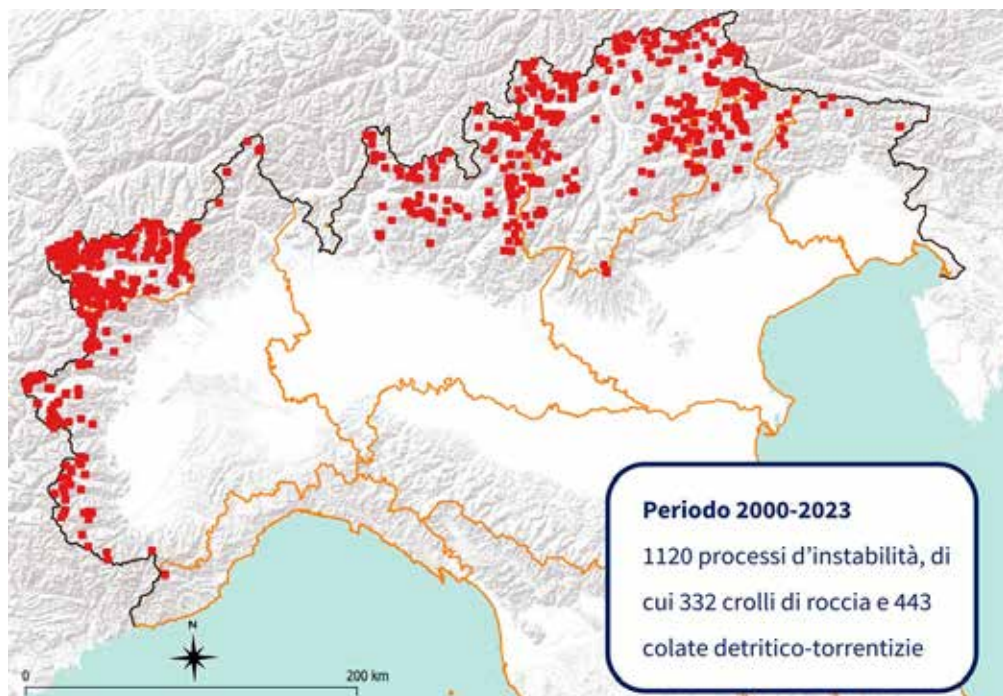 N
0
200 km
Periodo 2000-2023
1120 processi d'instabilità, di
cui 332 crolli di roccia e 443
colate detritico-torrentizie